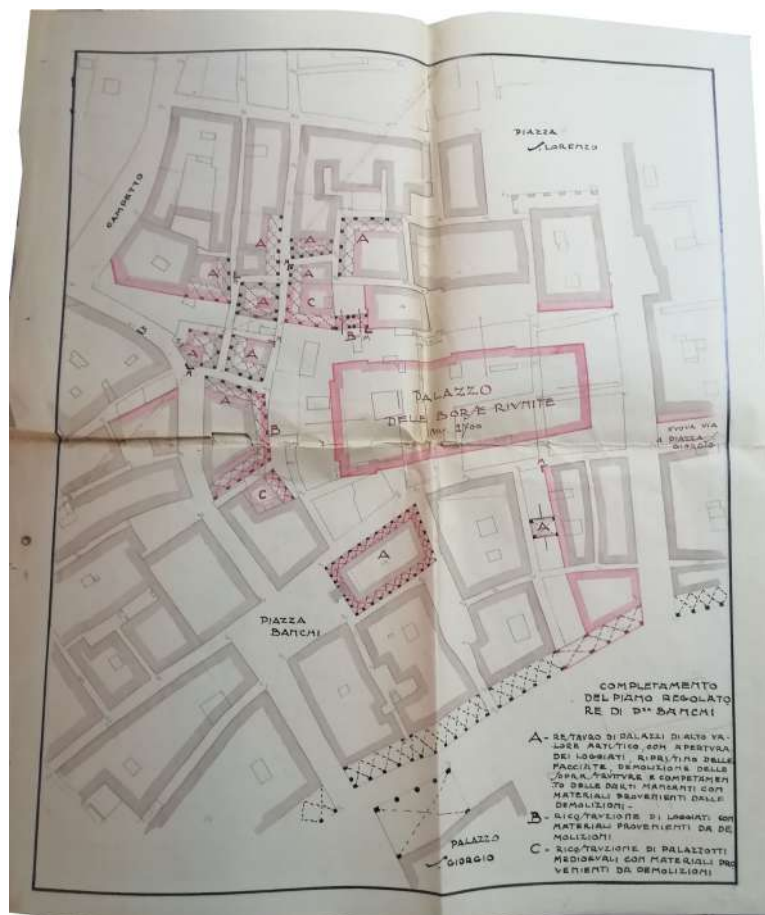 PIAZZA
S. LORENZO
CAMPETTO
A
A
A
A
A
A
C
B
A
A
A
B
C
PALAZZO
DELLE BORSE RIUNITE
NUOVA VIA
A PIAZZA S.
GIORGIO
A
A
PIAZZA
BANCHI
COMPLETAMENTO
DEL PIANO REGOLATO
RE DI BANCHI
A - RESTAURO DI PALAZZI DI ALTO VA-
LORE ARTISTICO, CON APERTURA
DEI LOGGIATI, RIPRISTINO DELLE
FACCIATE, DEMOLIZIONE DELLE
SOPRASTRUTTURE E COMPETAMEN
TO DELLE PARTI MANCANTI CON
MATERIALI PROVENIENTI DALLE
DEMOLIZIONI -
B - RICOSTRUZIONE DI LOGGIATI CON
MATERIALI PROVENIENTI DA DE
MOLIZIONI
C - RICOSTRUZIONE DI PALAZZOTTI
MEDIOEVALI CON MATERIALI PRO
VENIENTI DA DEMOLIZIONI
PALAZZO
S. GIORGIO